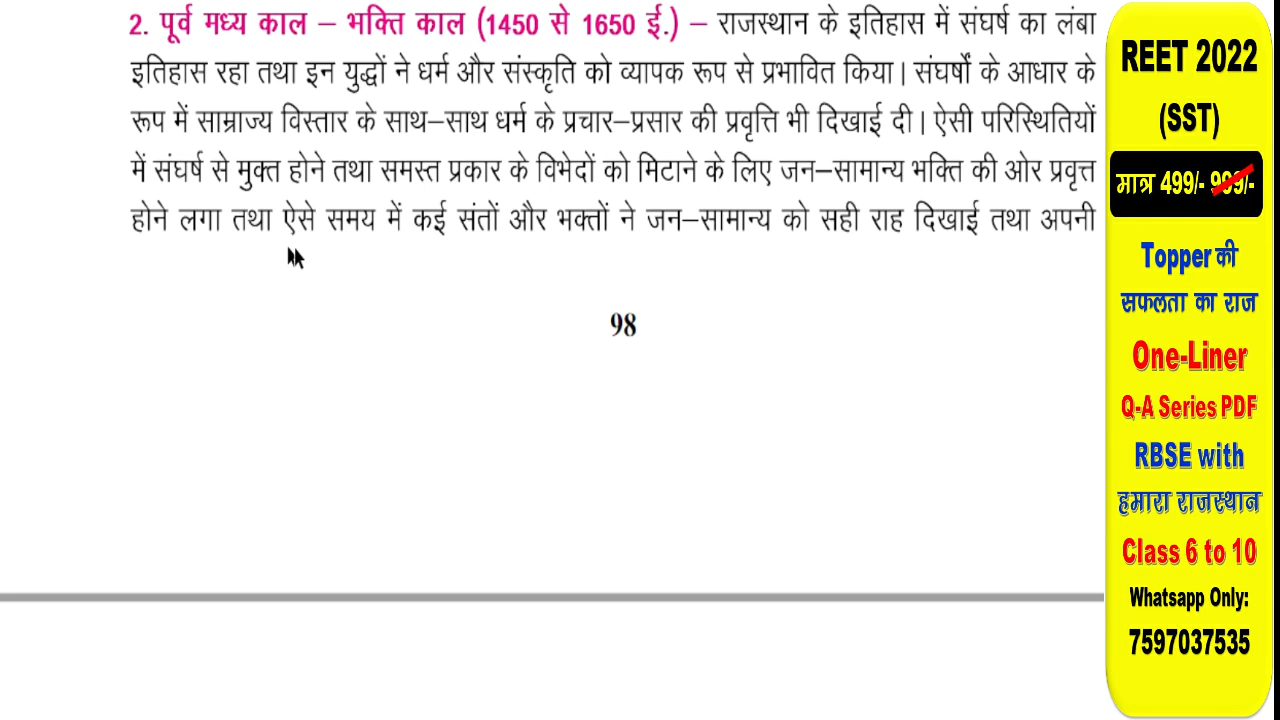 2. पूर्व मध्य काल – भक्ति काल (1450 से 1650 ई.) – राजस्थान के इतिहास में संघर्ष का लंबा
इतिहास रहा तथा इन युद्धों ने धर्म और संस्कृति को व्यापक रूप से प्रभावित किया। संघर्षों के आधार के
रूप में साम्राज्य विस्तार के साथ–साथ धर्म के प्रचार–प्रसार की प्रवृत्ति भी दिखाई दी। ऐसी परिस्थितियों
में संघर्ष से मुक्त होने तथा समस्त प्रकार के विभेदों को मिटाने के लिए जन–सामान्य भक्ति की ओर प्रवृत्त
होने लगा तथा ऐसे समय में कई संतों और भक्तों ने जन–सामान्य को सही राह दिखाई तथा अपनी
98
REET 2022
(SST)
मात्र 499/- 999/-
Topper की
सफलता का राज
One-Liner
Q-A Series PDF
RBSE with
हमारा राजस्थान
Class 6 to 10
Whatsapp Only:
7597037535